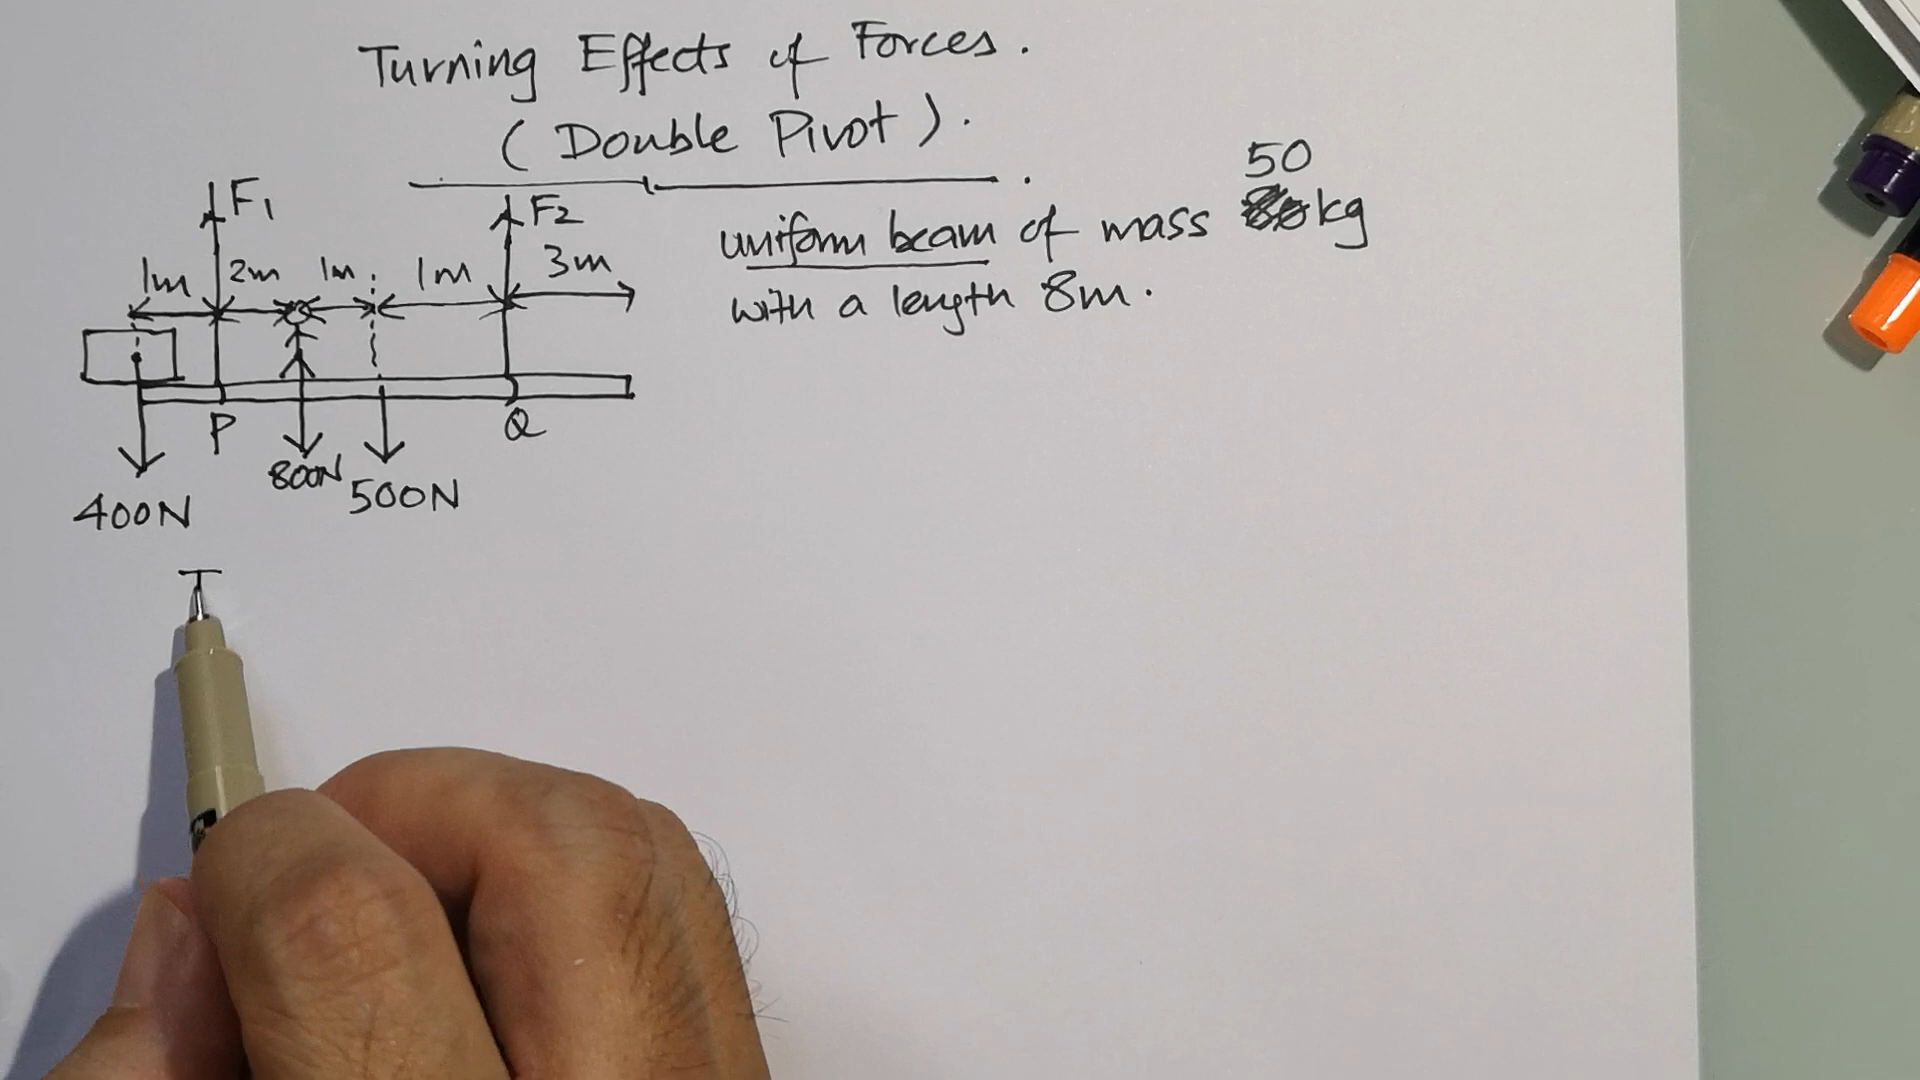 Turning Effects of Forces.
(Double Pivot).
50
uniform beam of mass kg
with a length 8m.
F1
F2
1m 2m 1m 1m 3m
P
Q
800N
500N
400N
T